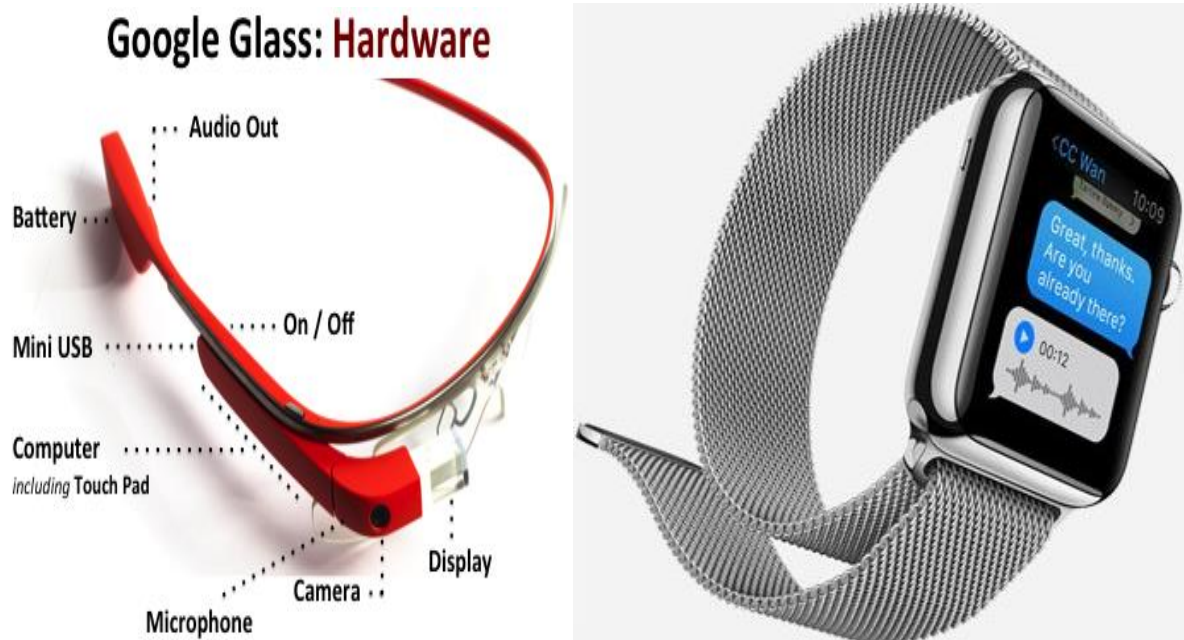 Google Glass: Hardware
Audio Out
Battery
On / Off
Mini USB
Computer
including Touch Pad
Display
Camera
Microphone
<CC Wan
10:09
Great, thanks.
Are you
already there?
00:12